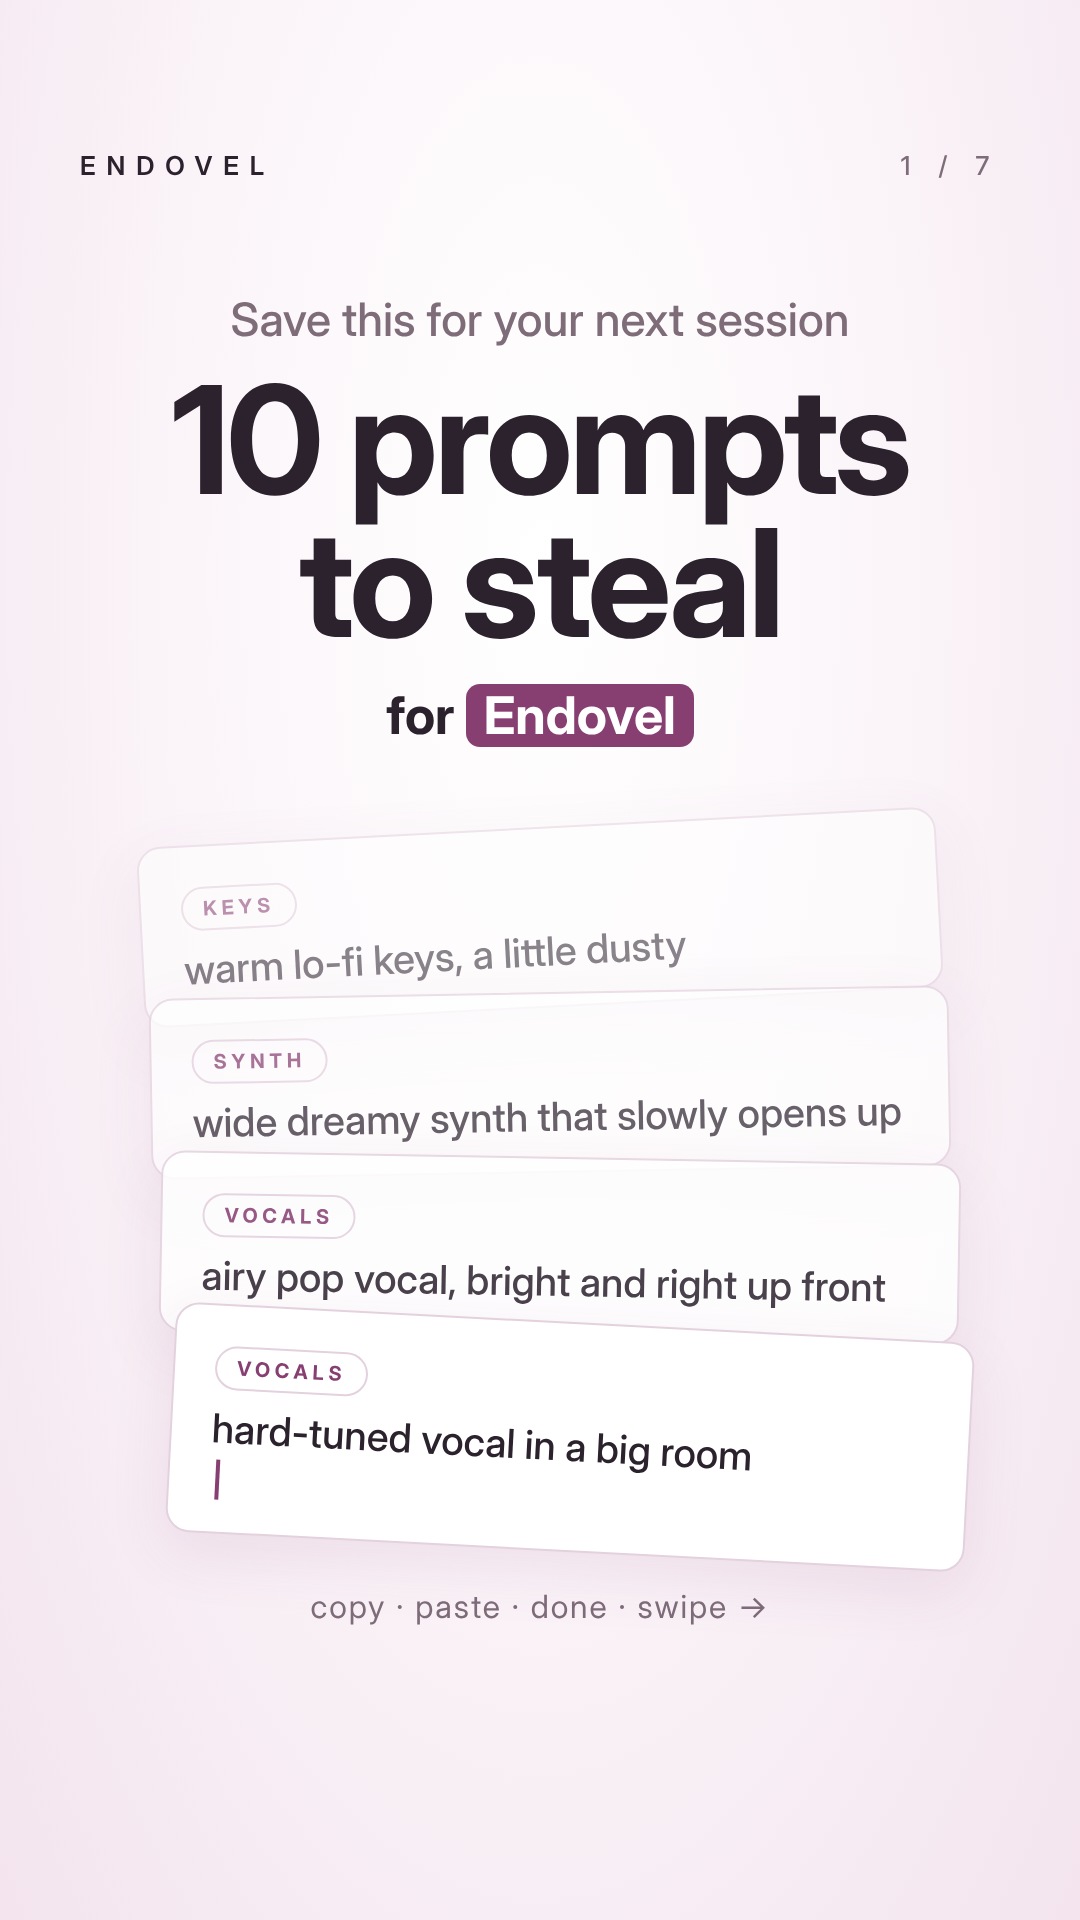 ENDOVEL
1 / 7
Save this for your next session
10 prompts
to steal
for Endovel
KEYS
warm lo-fi keys, a little dusty
SYNTH
wide dreamy synth that slowly opens up
VOCALS
airy pop vocal, bright and right up front
VOCALS
hard-tuned vocal in a big room
copy · paste · done · swipe →